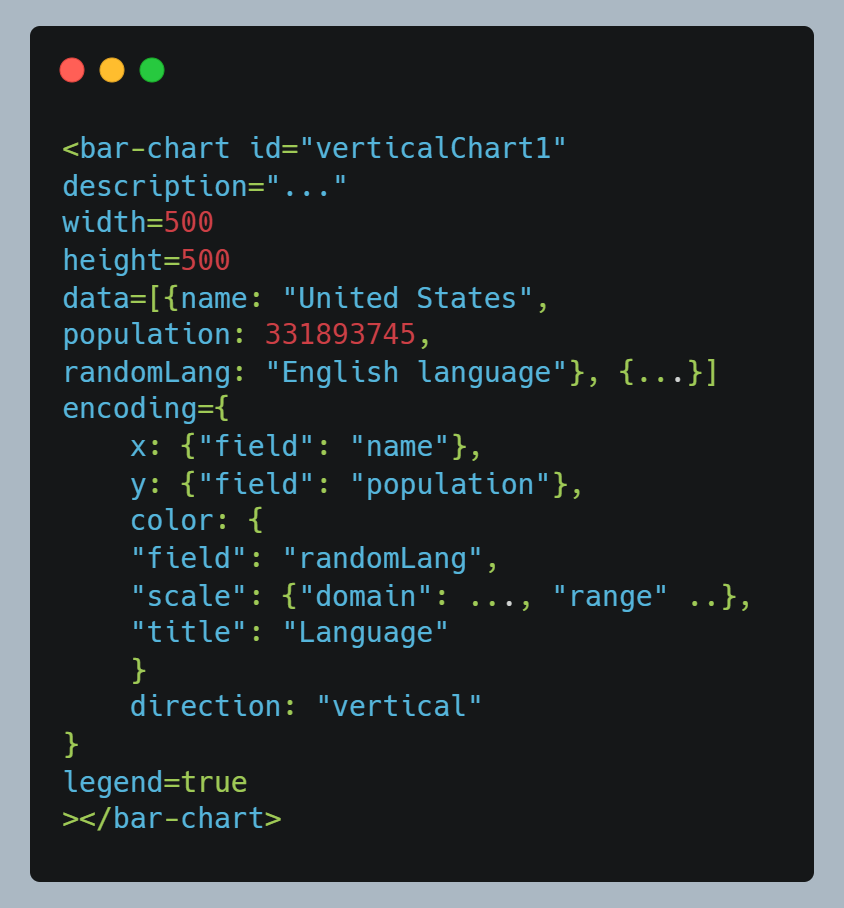 <bar-chart id="verticalChart1"
description="..."
width=500
height=500
data=[{name: "United States",
population: 331893745,
randomLang: "English language"}, {...}]
encoding={
    x: {"field": "name"},
    y: {"field": "population"},
    color: {
    "field": "randomLang",
    "scale": {"domain": ..., "range" ..},
    "title": "Language"
    }
    direction: "vertical"
}
legend=true
></bar-chart>